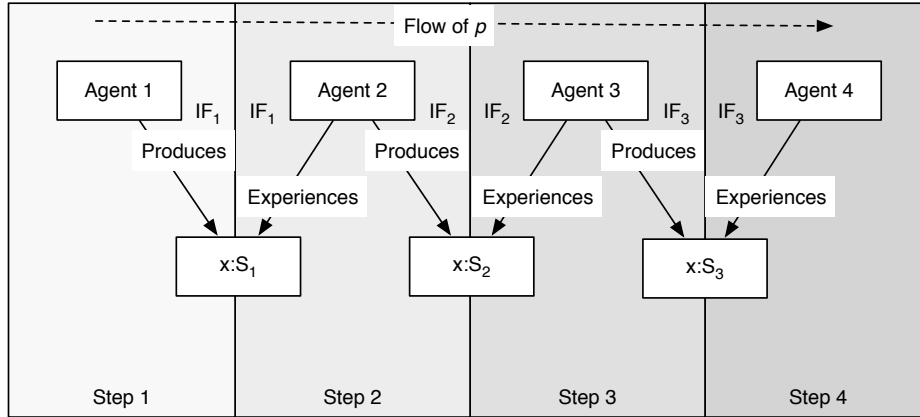 Flow of p
Agent 1
Agent 2
Agent 3
Agent 4
IF₁
IF₁
IF₂
IF₂
IF₃
IF₃
Produces
Produces
Produces
Experiences
Experiences
Experiences
x:S₁
x:S₂
x:S₃
Step 1
Step 2
Step 3
Step 4